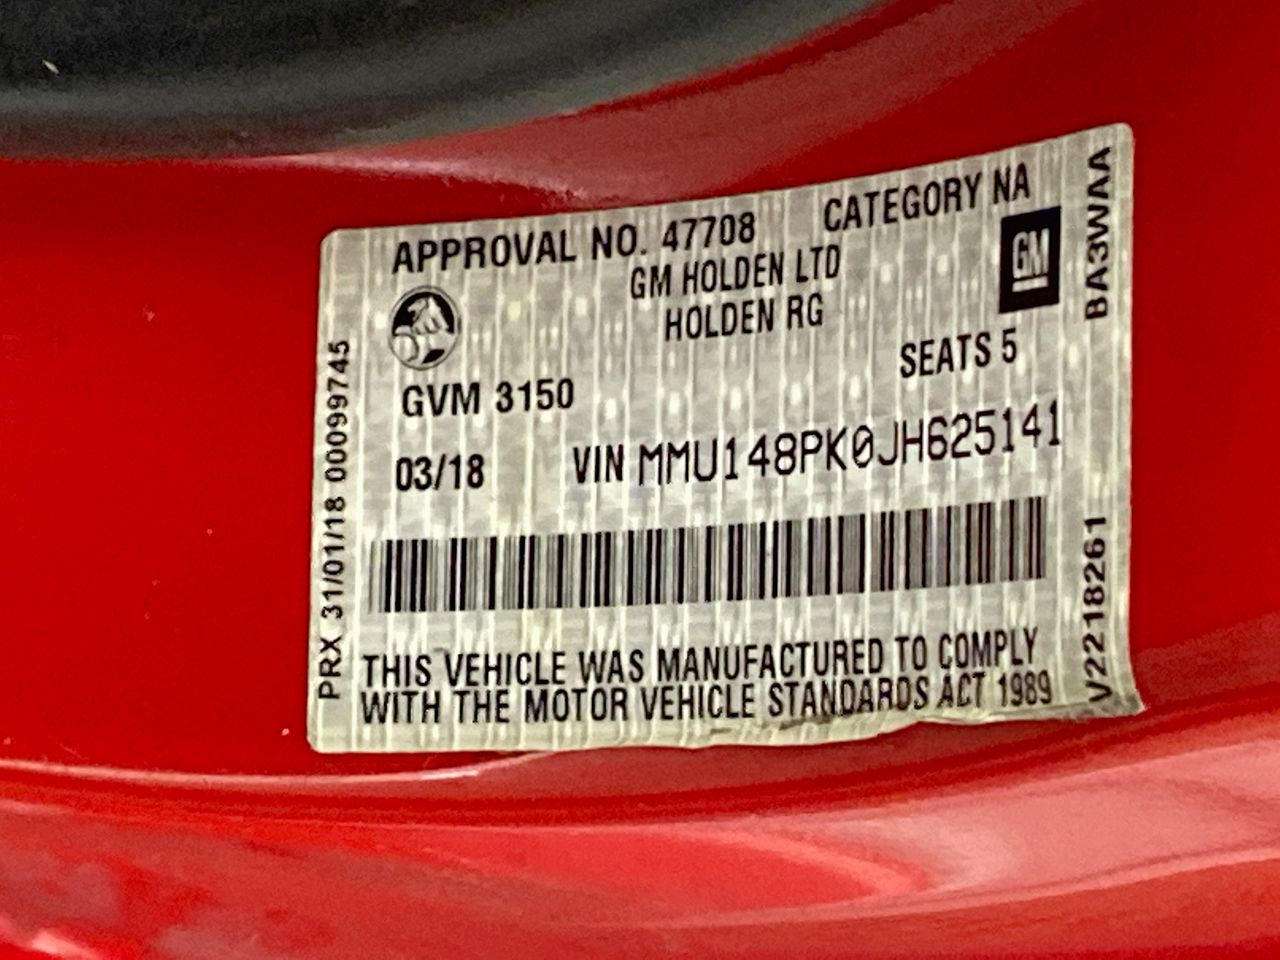 APPROVAL NO. 47708 CATEGORY NA
GM HOLDEN LTD
GM
HOLDEN RG
SEATS 5
GVM 3150
03/18 VIN MMU148PK0JH625141
THIS VEHICLE WAS MANUFACTURED TO COMPLY
WITH THE MOTOR VEHICLE STANDARDS ACT 1989
PRX 31/01/18 00099745
BA3WAA
V2218261